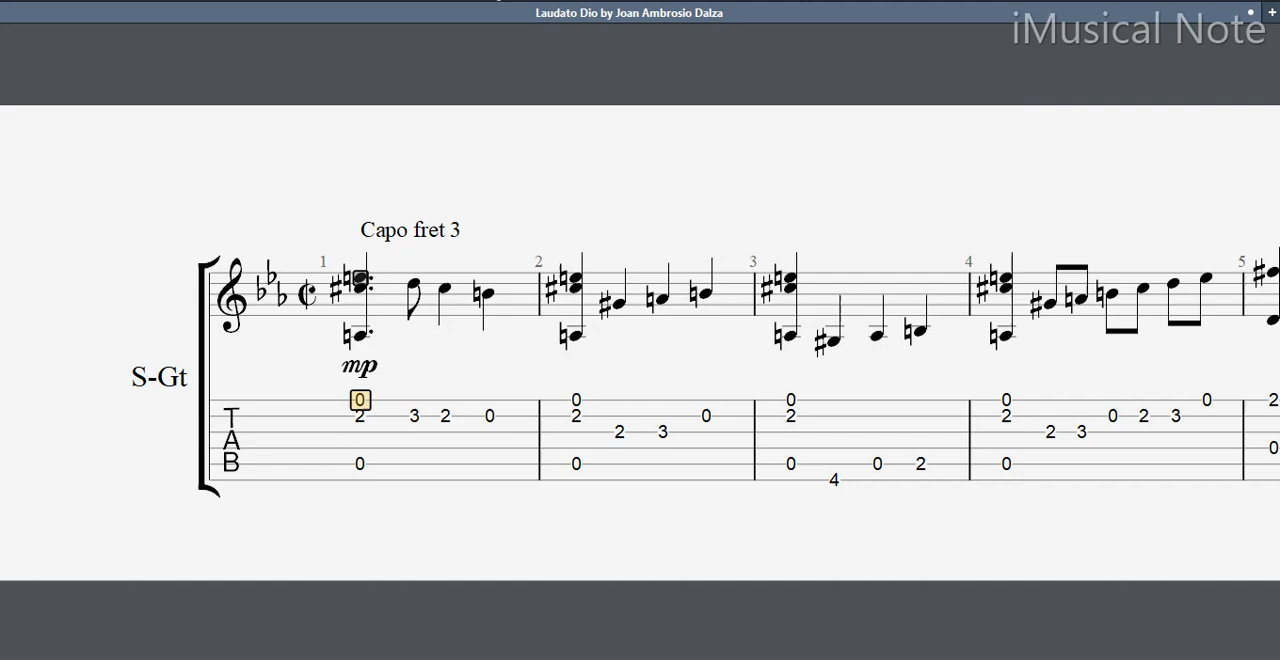 Laudato Dio by Joan Ambrosio Dalza
iMusical Note
Capo fret 3
1 2 3 4 5
mp
S-Gt
0 0 0 0 0 2
T 2 3 2 0 2 0 2 2 0 2 3
A 2 3 2 3
0
B 0 0 0 0 2 0
4